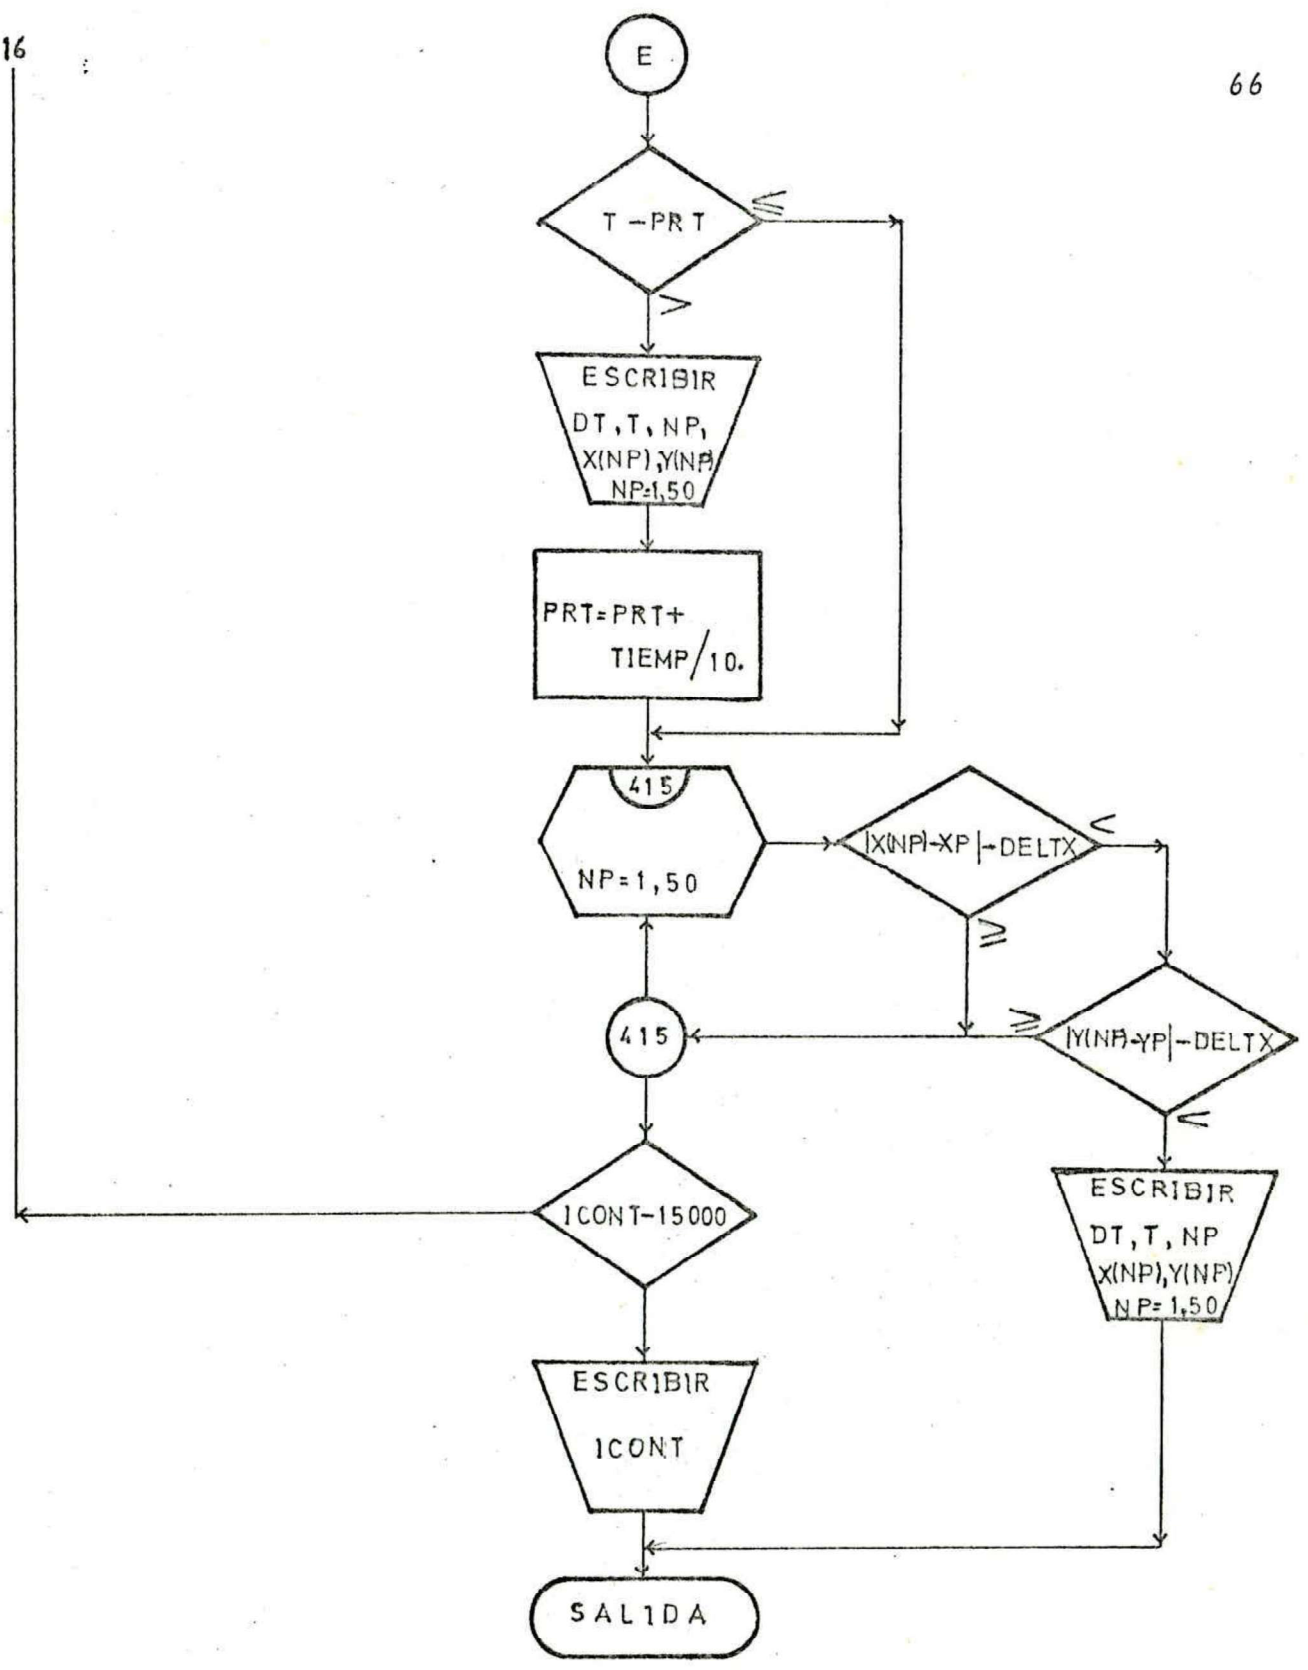 16
E
66
T-PRT
≤
>
ESCRIBIR
DT, T, NP,
X(NP), Y(NP)
NP=1,50
PRT=PRT+
TIEMP/10.
415
NP=1,50
|X(NP)-XP|-DELTX
<
≥
415
≥
|Y(NP)-YP|-DELTX
<
ICONT-15000
ESCRIBIR
DT, T, NP
X(NP), Y(NP)
NP=1,50
ESCRIBIR
ICONT
SALIDA